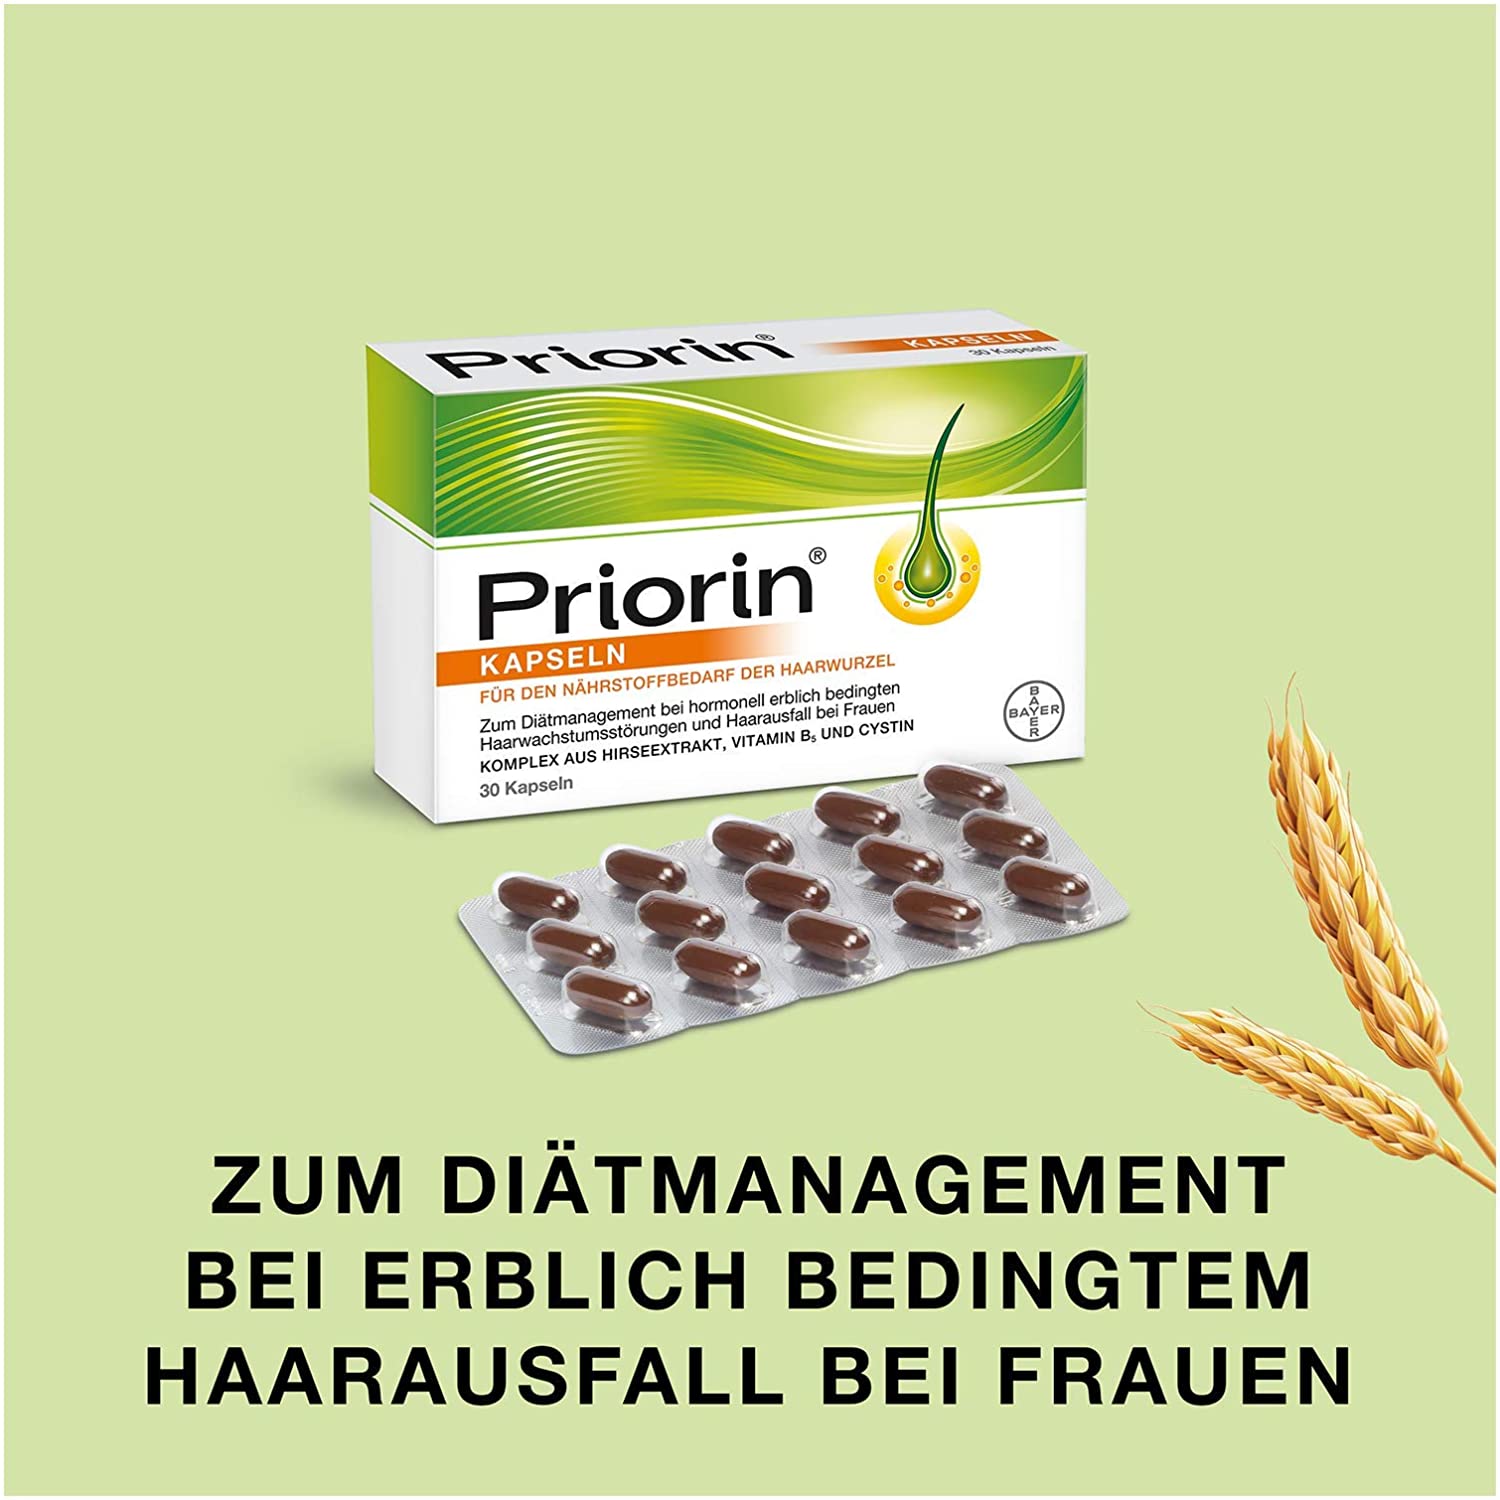 Priorin®
KAPSELN
30 Kapseln
Priorin®
KAPSELN
FÜR DEN NÄHRSTOFFBEDARF DER HAARWURZEL
Zum Diätmanagement bei hormonell erblich bedingten
Haarwachstumsstörungen und Haarausfall bei Frauen
KOMPLEX AUS HIRSEEXTRAKT, VITAMIN B₅ UND CYSTIN
30 Kapseln
BAYER
BAYER
ZUM DIÄTMANAGEMENT
BEI ERBLICH BEDINGTEM
HAARAUSFALL BEI FRAUEN